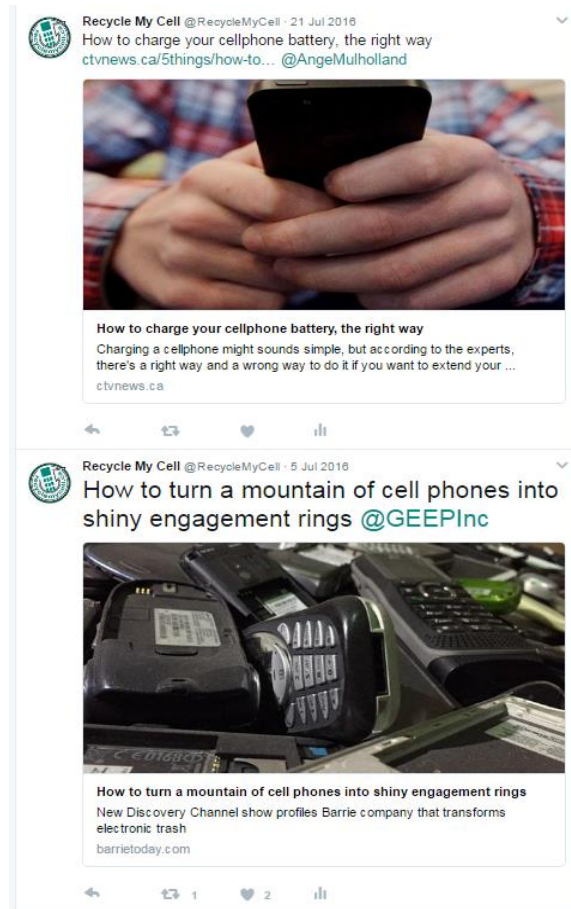 Recycle My Cell @RecycleMyCell · 21 Jul 2016
How to charge your cellphone battery, the right way
ctvnews.ca/5things/how-to... @AngeMulholland
How to charge your cellphone battery, the right way
Charging a cellphone might sounds simple, but according to the experts,
there's a right way and a wrong way to do it if you want to extend your ...
ctvnews.ca
Recycle My Cell @RecycleMyCell · 5 Jul 2016
How to turn a mountain of cell phones into
shiny engagement rings @GEEPInc
How to turn a mountain of cell phones into shiny engagement rings
New Discovery Channel show profiles Barrie company that transforms
electronic trash
barrietoday.com
1 2